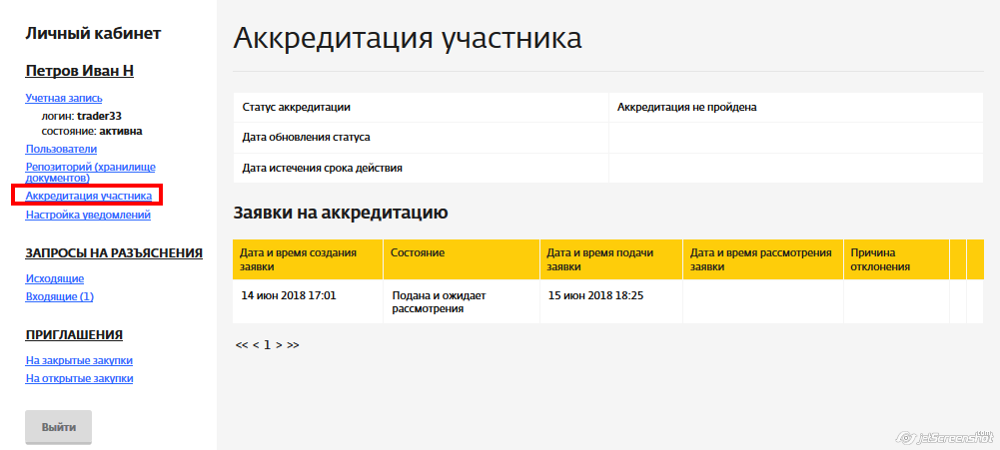 Личный кабинет
Петров Иван Н
Учетная запись
логин: trader33
состояние: активна
Пользователи
Репозиторий (хранилище
документов)
Аккредитация участника
Настройка уведомлений
ЗАПРОСЫ НА РАЗЪЯСНЕНИЯ
Исходящие
Входящие (1)
ПРИГЛАШЕНИЯ
На закрытые закупки
На открытые закупки
Выйти
Аккредитация участника
Статус аккредитации Аккредитация не пройдена
Дата обновления статуса
Дата истечения срока действия
Заявки на аккредитацию
Дата и время создания заявки Состояние Дата и время подачи заявки Дата и время рассмотрения заявки Причина отклонения
14 июн 2018 17:01 Подана и ожидает рассмотрения 15 июн 2018 18:25
<< < 1 > >>
jetScreenshot